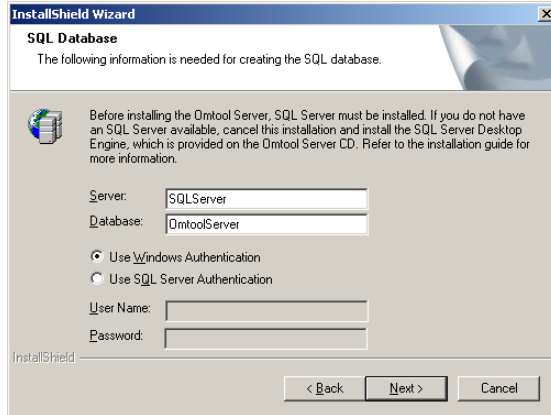 InstallShield Wizard
SQL Database
The following information is needed for creating the SQL database.
Before installing the Omtool Server, SQL Server must be installed. If you do not have
an SQL Server available, cancel this installation and install the SQL Server Desktop
Engine, which is provided on the Omtool Server CD. Refer to the installation guide for
more information.
Server: SQLServer
Database: OmtoolServer
Use Windows Authentication
Use SQL Server Authentication
User Name:
Password:
InstallShield
< Back Next > Cancel